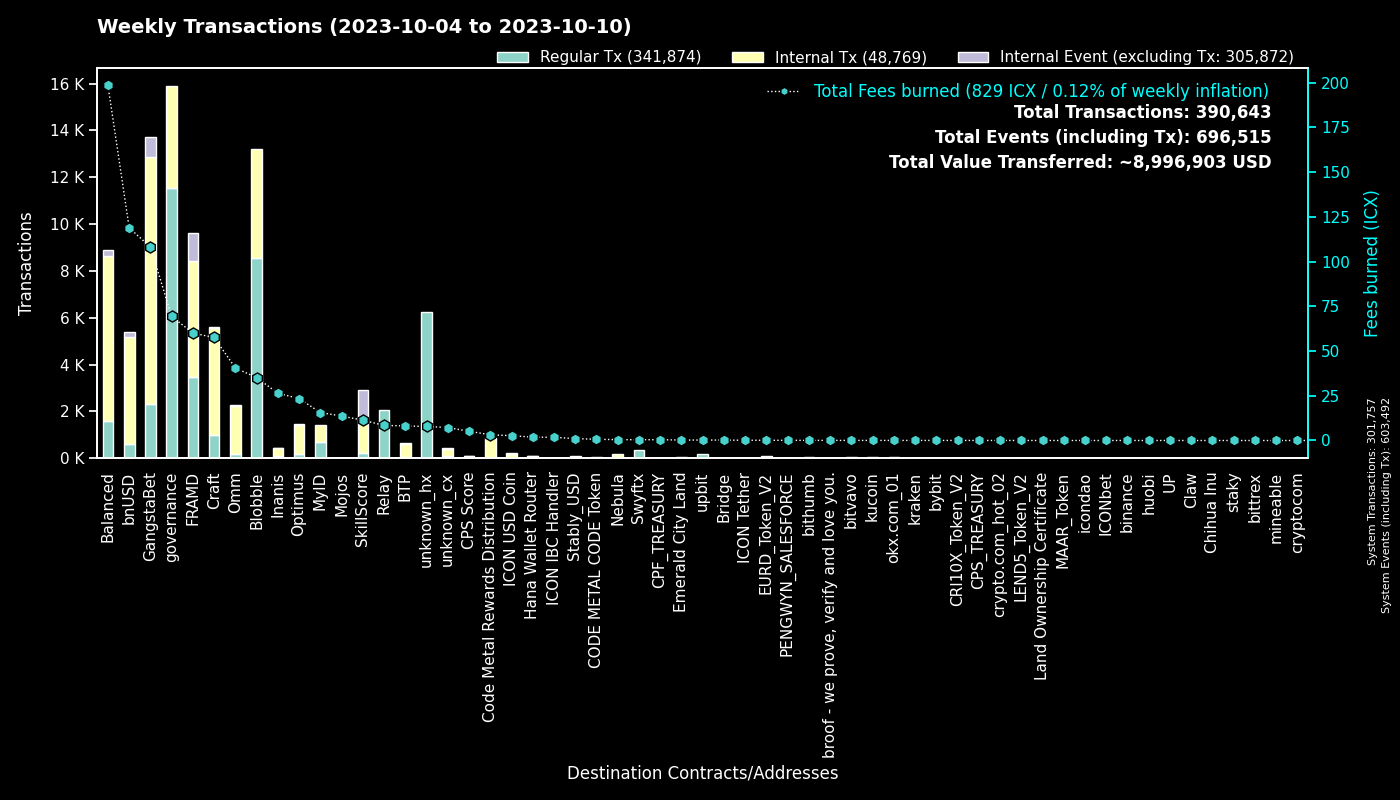 Weekly Transactions (2023-10-04 to 2023-10-10)
Regular Tx (341,874)
Internal Tx (48,769)
Internal Event (excluding Tx: 305,872)
Total Fees burned (829 ICX / 0.12% of weekly inflation)
Total Transactions: 390,643
Total Events (including Tx): 696,515
Total Value Transferred: ~8,996,903 USD
Transactions
16 K
14 K
12 K
10 K
8 K
6 K
4 K
2 K
0 K
200
175
150
125
100
75
50
25
0
Fees burned (ICX)
Balanced
bnUSD
GangstaBet
governance
FRAMD
Craft
Omm
Blobble
Inanis
Optimus
MyID
Mojos
SkillScore
Relay
BTP
unknown_hx
unknown_cx
CPS Score
Code Metal Rewards Distribution
ICON USD Coin
Hana Wallet Router
ICON IBC Handler
Stably_USD
CODE METAL CODE Token
Nebula
Swyftx
CPF_TREASURY
Emerald City Land
upbit
Bridge
ICON Tether
EURD_Token_V2
PENGWYN_SALESFORCE
bithumb
broof - we prove, verify and love you.
bitvavo
kucoin
okx.com_01
kraken
bybit
CRI10X_Token_V2
CPS_TREASURY
crypto.com_hot_02
LEND5_Token_V2
Land Ownership Certificate
MAAR_Token
icondao
ICONbet
binance
huobi
UP
Claw
Chihua Inu
staky
bittrex
mineable
cryptocom
Destination Contracts/Addresses
System Transactions: 301,757
System Events (including Tx): 603,492